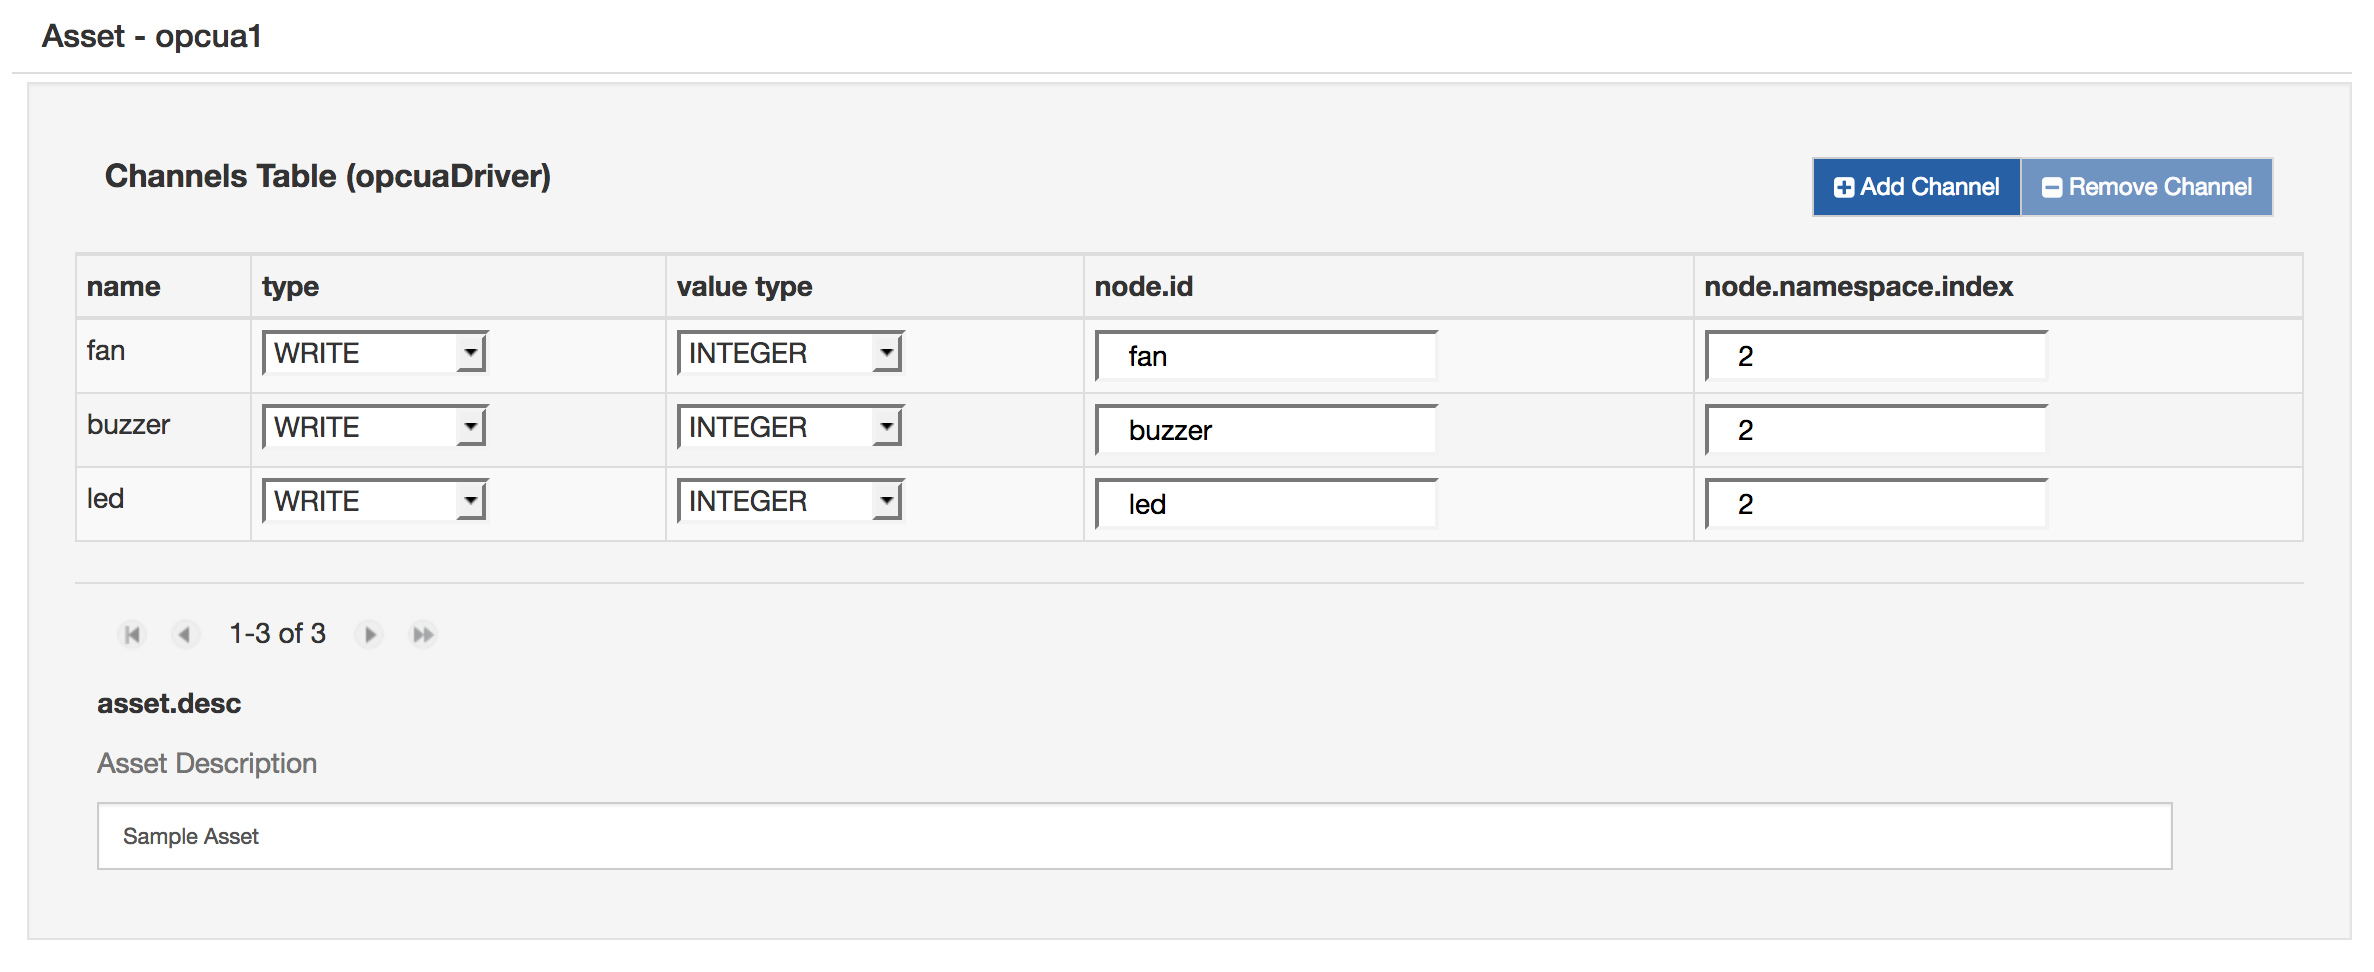 Asset - opcua1
Channels Table (opcuaDriver)
Add Channel Remove Channel
name type value type node.id node.namespace.index
fan WRITE INTEGER fan 2
buzzer WRITE INTEGER buzzer 2
led WRITE INTEGER led 2
1-3 of 3
asset.desc
Asset Description
Sample Asset